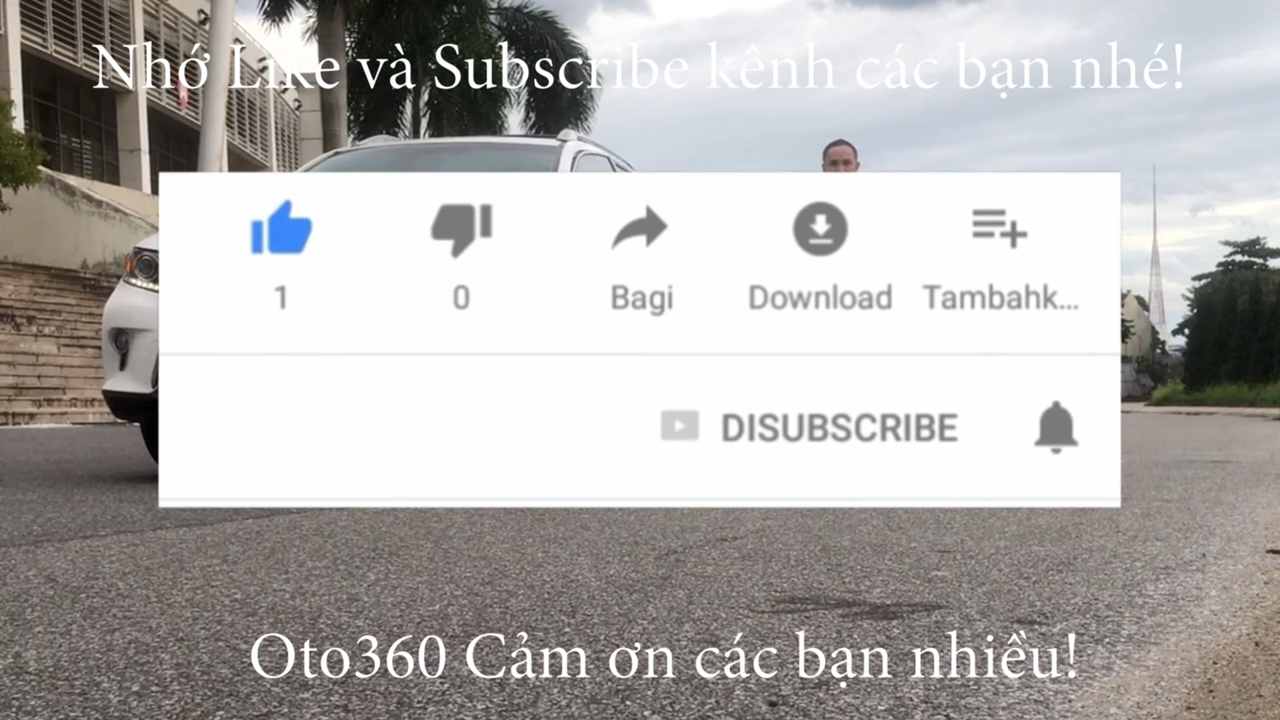 Nhớ Like và Subscribe kênh các bạn nhé!
1 0 Bagi Download Tambahk...
DISUBSCRIBE
Oto360 Cảm ơn các bạn nhiều!